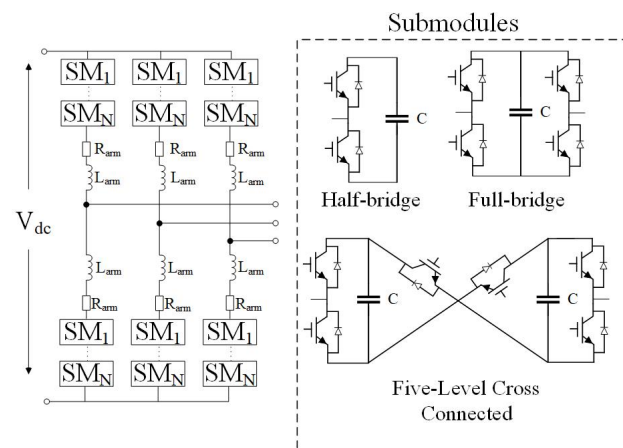 Submodules
SM1 SM1 SM1
SMN SMN SMN
Rarm Rarm Rarm
Larm Larm Larm
Vdc
Larm Larm Larm
Rarm Rarm Rarm
SM1 SM1 SM1
SMN SMN SMN
C
C
Half-bridge
Full-bridge
C
C
Five-Level Cross
Connected